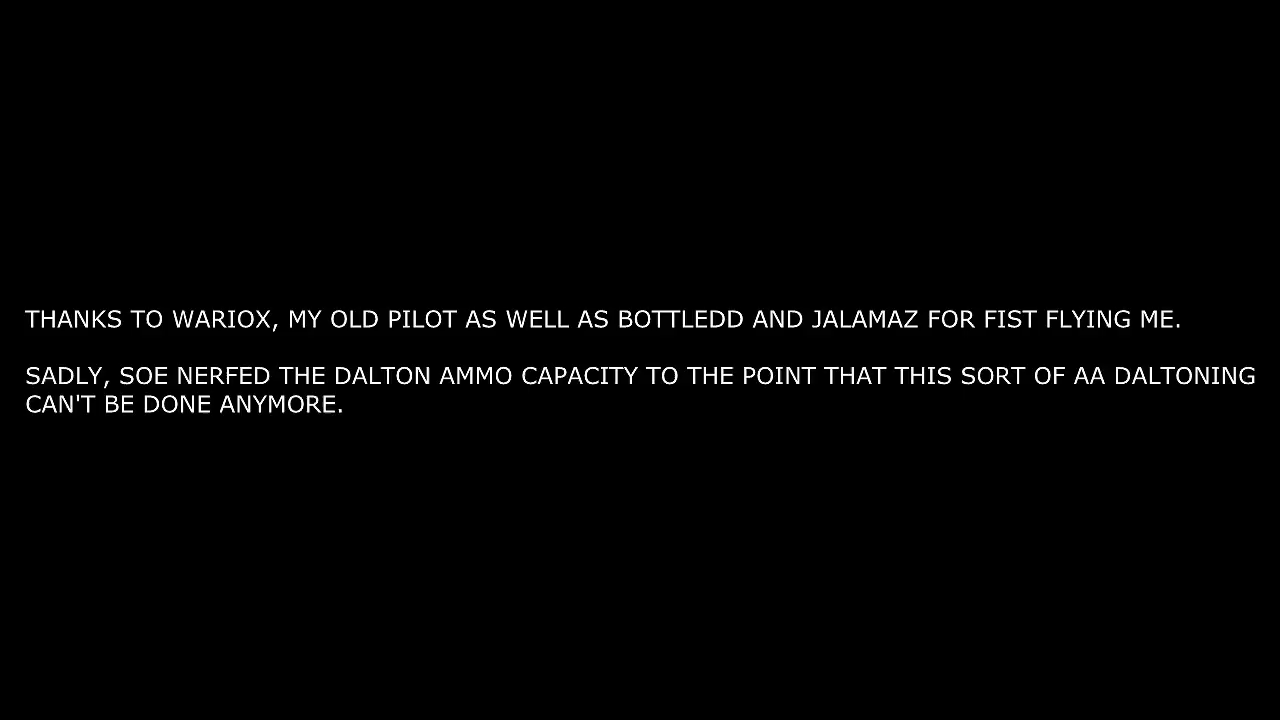 THANKS TO WARIOX, MY OLD PILOT AS WELL AS BOTTLEDD AND JALAMAZ FOR FIST FLYING ME.
SADLY, SOE NERFED THE DALTON AMMO CAPACITY TO THE POINT THAT THIS SORT OF AA DALTONING
CAN'T BE DONE ANYMORE.